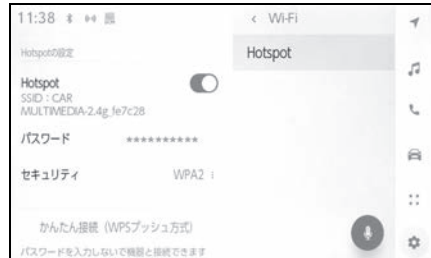 11:38
‹ Wi-Fi
Hotspotの設定
Hotspot
Hotspot
SSID : CAR
MULTIMEDIA-2.4g_fe7c28
パスワード **********
セキュリティ WPA2
かんたん接続（WPSプッシュ方式）
パスワードを入力しないで機器と接続できます